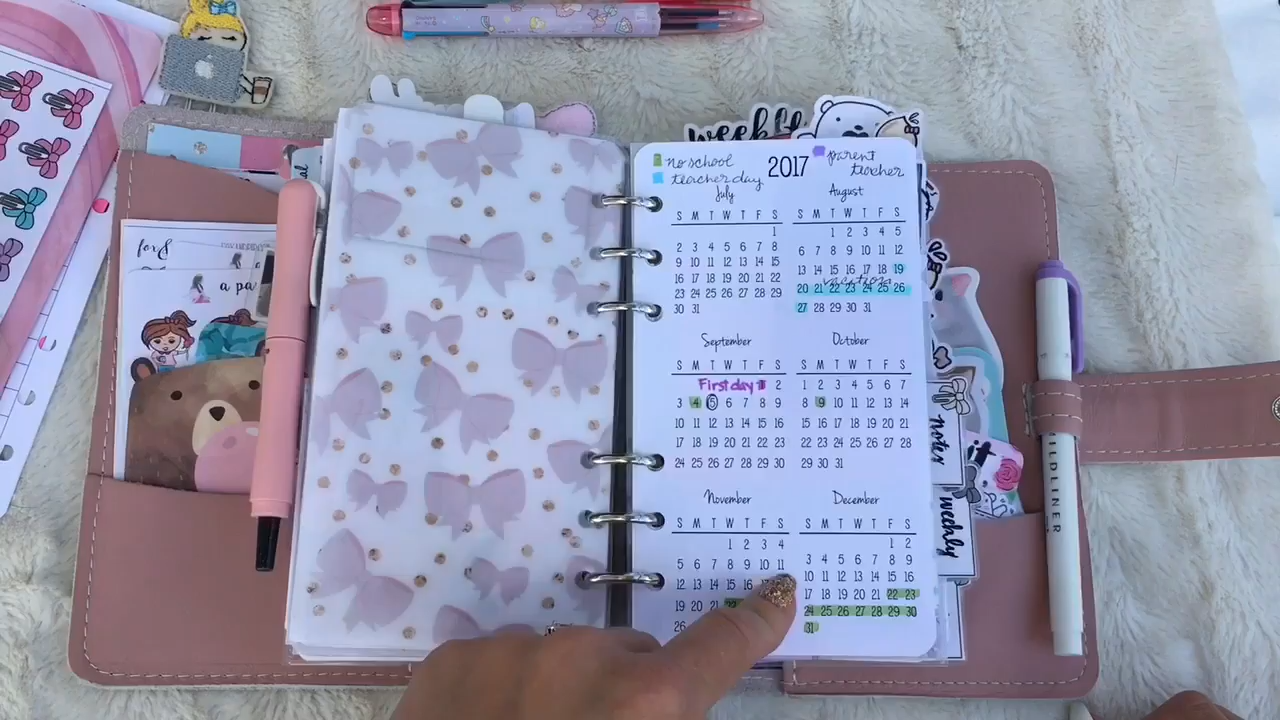 for &
a pa
weekly
no school
teacher day
2017
parent
teacher
July
August
S M T W T F S
1
2 3 4 5 6 7 8
9 10 11 12 13 14 15
16 17 18 19 20 21 22
23 24 25 26 27 28 29
30 31
S M T W T F S
1 2 3 4 5
6 7 8 9 10 11 12
13 14 15 16 17 18 19
vacation
20 21 22 23 24 25 26
27 28 29 30 31
September
October
S M T W T F S
First day 1 2
3 4 5 6 7 8 9
10 11 12 13 14 15 16
17 18 19 20 21 22 23
24 25 26 27 28 29 30
S M T W T F S
1 2 3 4 5 6 7
8 9 10 11 12 13 14
15 16 17 18 19 20 21
22 23 24 25 26 27 28
29 30 31
November
December
S M T W T F S
1 2 3 4
5 6 7 8 9 10 11
12 13 14 15 16
19 20 21 22
26
S M T W T F S
1 2
3 4 5 6 7 8 9
10 11 12 13 14 15 16
17 18 19 20 21 22 23
24 25 26 27 28 29 30
31
notes
weekly
ILDLINER